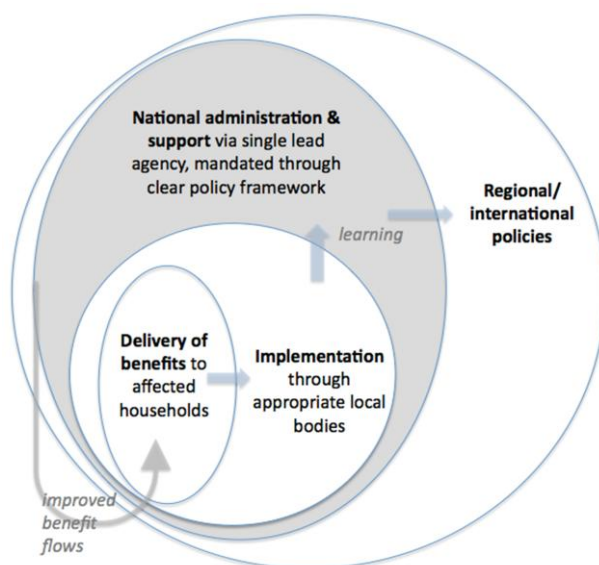 National administration &
support via single lead
agency, mandated through
clear policy framework
Regional/
international
policies
learning
Delivery of
benefits to
affected
households
Implementation
through
appropriate local
bodies
improved
benefit
flows